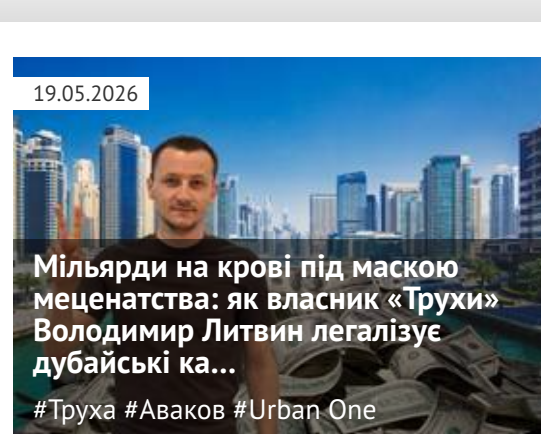 19.05.2026
Мільярди на крові під маскою
меценатства: як власник «Трухи»
Володимир Литвин легалізує
дубайські ка...
#Труха #Аваков #Urban One